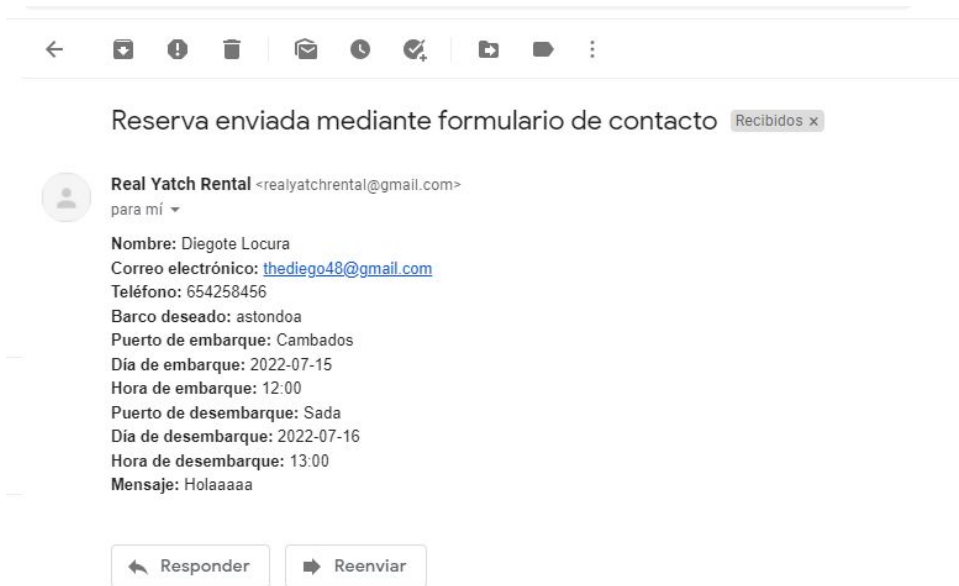 Reserva enviada mediante formulario de contacto Recibidos x
Real Yatch Rental <realyatchrental@gmail.com>
para mí
Nombre: Diegote Locura
Correo electrónico: thediego48@gmail.com
Teléfono: 654258456
Barco deseado: astondoa
Puerto de embarque: Cambados
Día de embarque: 2022-07-15
Hora de embarque: 12:00
Puerto de desembarque: Sada
Día de desembarque: 2022-07-16
Hora de desembarque: 13:00
Mensaje: Holaaaaa
Responder Reenviar